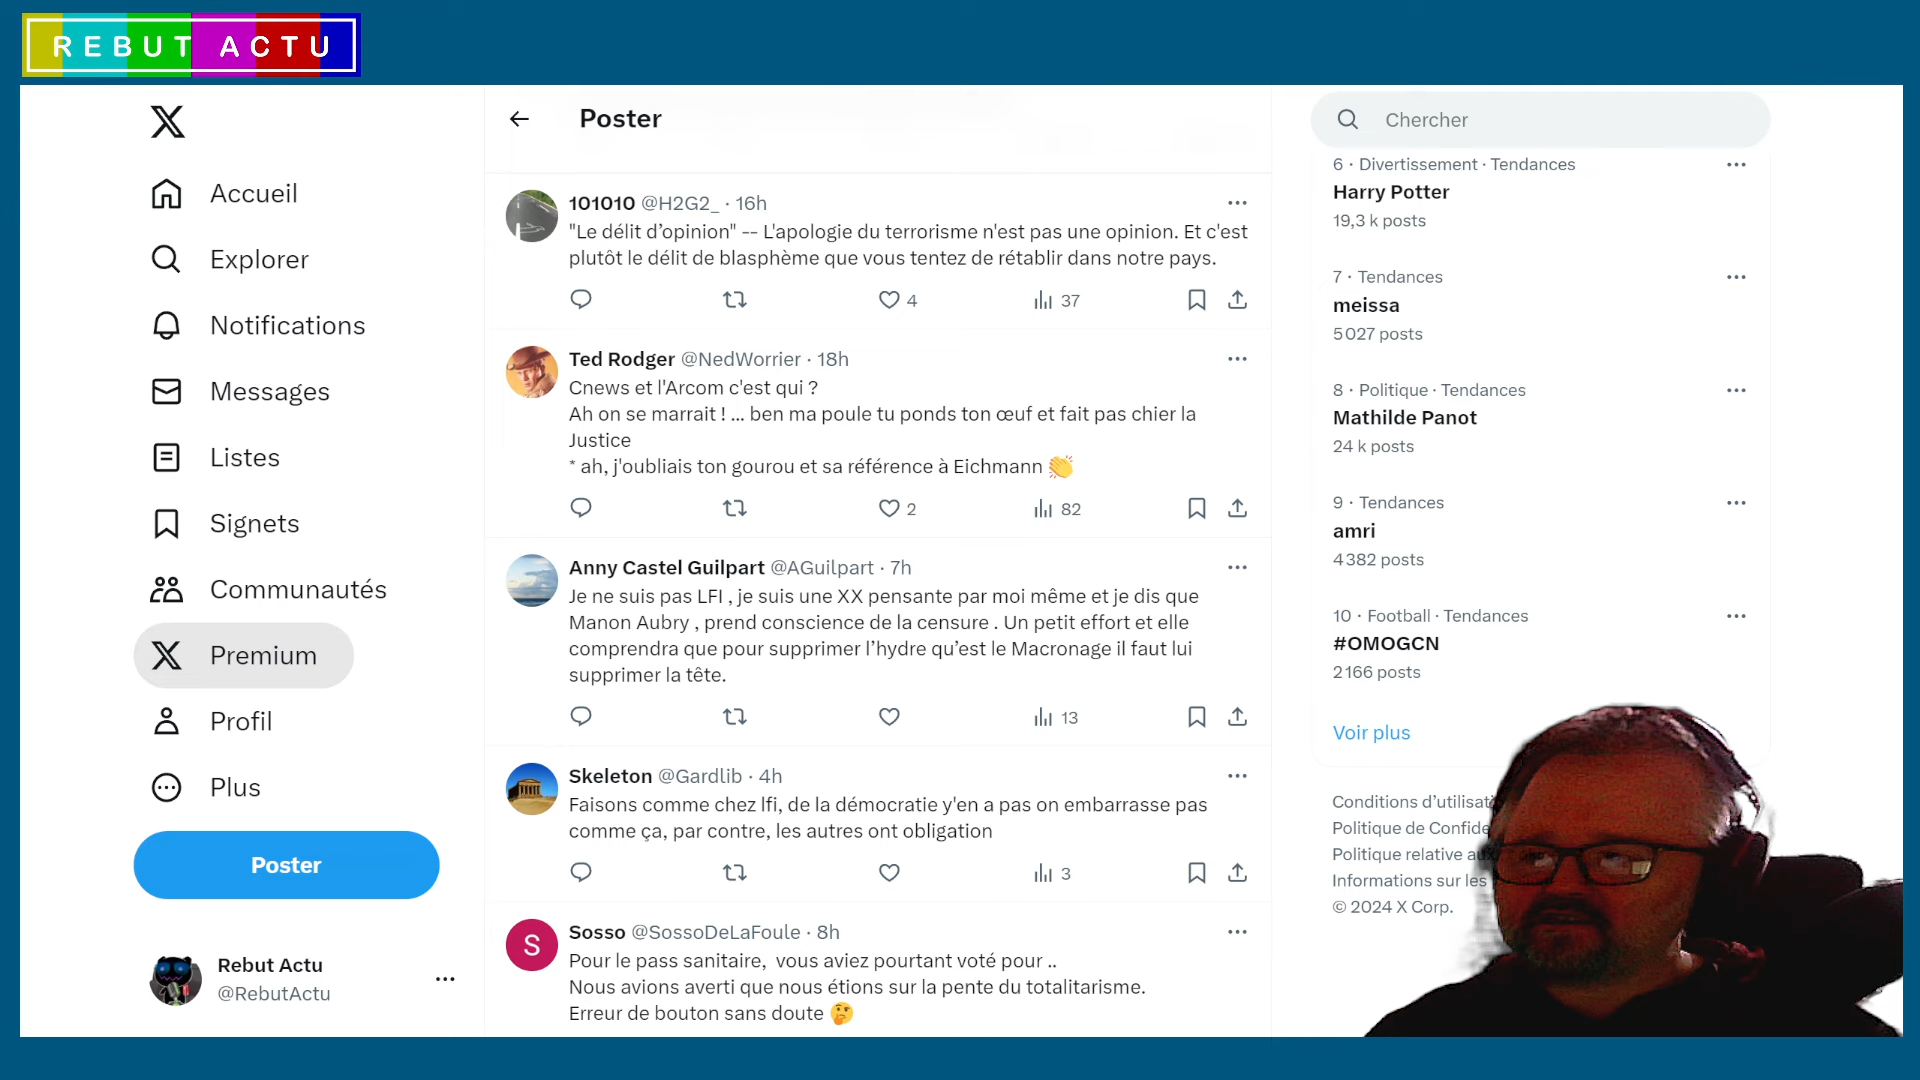 REBUT ACTU
Accueil
Explorer
Notifications
Messages
Listes
Signets
Communautés
Premium
Profil
Plus
Poster
Rebut Actu
@RebutActu
Poster
101010 @H2G2_ · 16h
"Le délit d’opinion" -- L'apologie du terrorisme n'est pas une opinion. Et c'est
plutôt le délit de blasphème que vous tentez de rétablir dans notre pays.
4
37
Ted Rodger @NedWorrier · 18h
Cnews et l'Arcom c'est qui ?
Ah on se marrait ! ... ben ma poule tu ponds ton œuf et fait pas chier la
Justice
* ah, j'oubliais ton gourou et sa référence à Eichmann 👏
2
82
Anny Castel Guilpart @AGuilpart · 7h
Je ne suis pas LFI , je suis une XX pensante par moi même et je dis que
Manon Aubry , prend conscience de la censure . Un petit effort et elle
comprendra que pour supprimer l’hydre qu’est le Macronage il faut lui
supprimer la tête.
13
Skeleton @Gardlib · 4h
Faisons comme chez lfi, de la démocratie y'en a pas on embarrasse pas
comme ça, par contre, les autres ont obligation
3
S
Sosso @SossoDeLaFoule · 8h
Pour le pass sanitaire, vous aviez pourtant voté pour ..
Nous avions averti que nous étions sur la pente du totalitarisme.
Erreur de bouton sans doute 🤔
Chercher
6 · Divertissement · Tendances
Harry Potter
19,3 k posts
7 · Tendances
meissa
5 027 posts
8 · Politique · Tendances
Mathilde Panot
24 k posts
9 · Tendances
amri
4 382 posts
10 · Football · Tendances
#OMOGCN
2 166 posts
Voir plus
Conditions d’utilisati
Politique de Confide
Politique relative aux
Informations sur les
© 2024 X Corp.